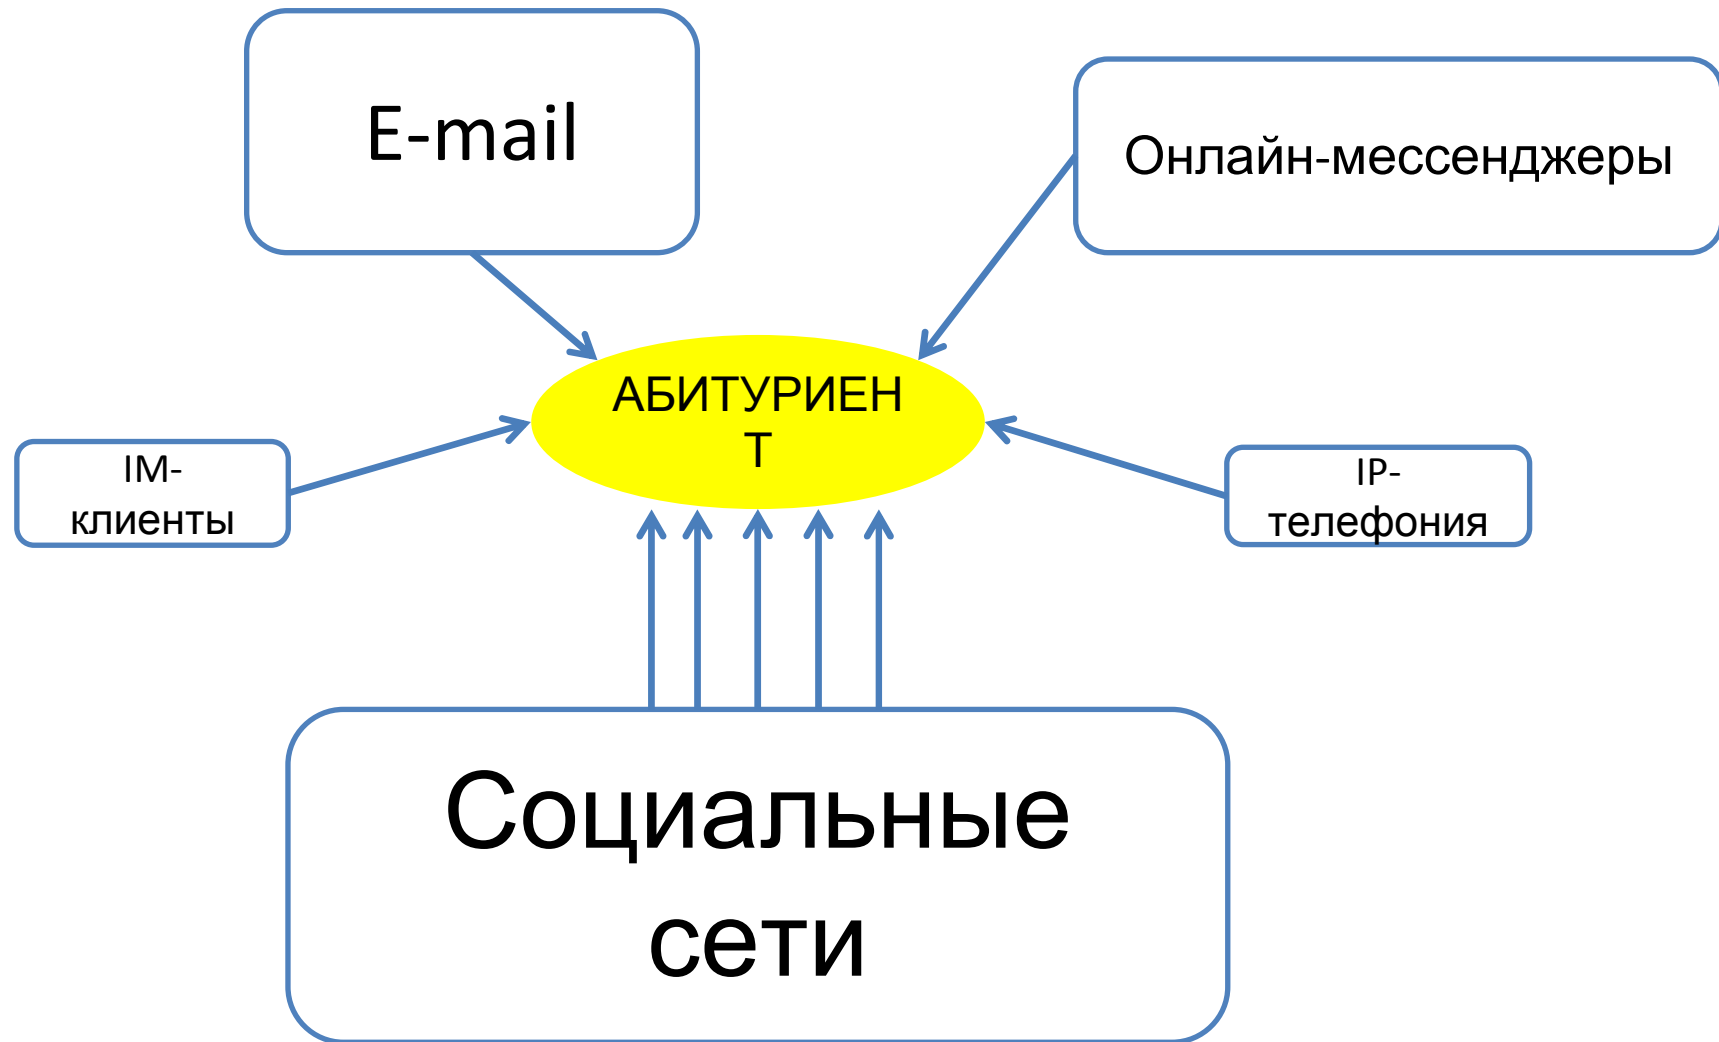 E-mail
Онлайн-мессенджеры
АБИТУРИЕН
Т
IM-
клиенты
IP-
телефония
Социальные
сети